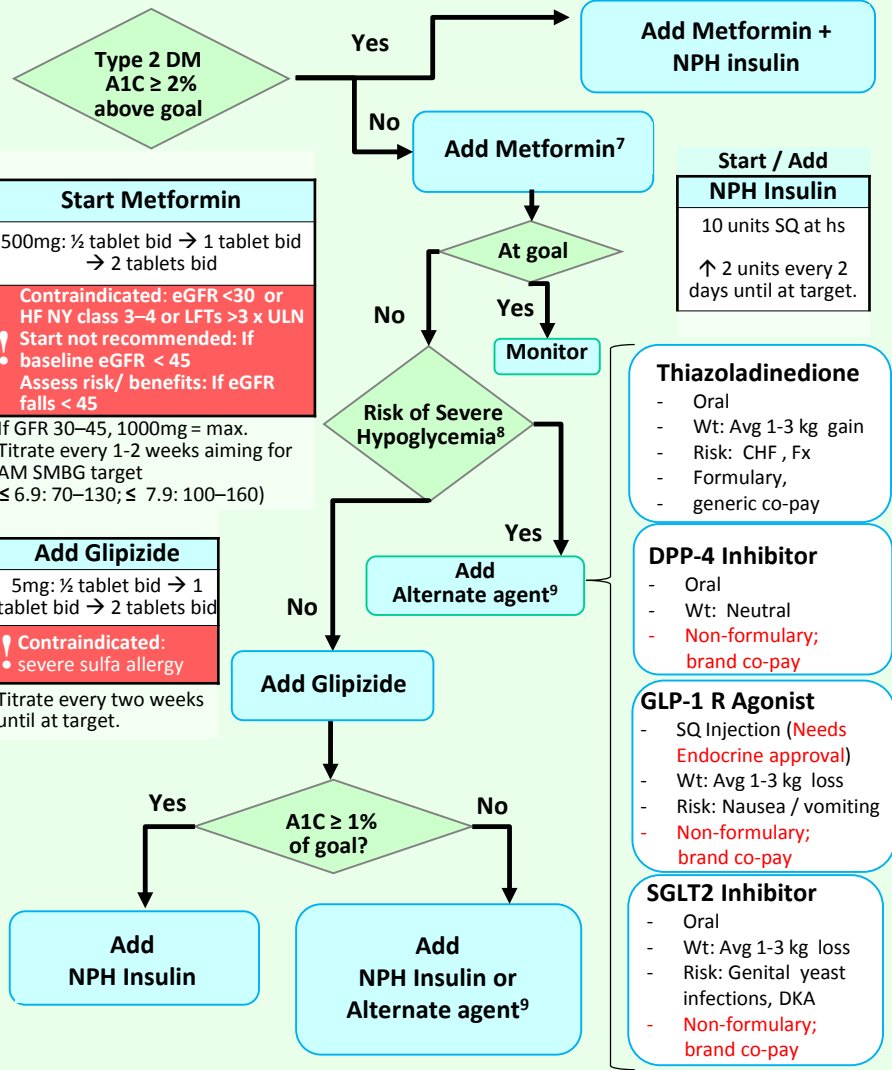 Type 2 DM
A1C ≥ 2%
above goal
Yes
Add Metformin +
NPH insulin
No
Add Metformin⁷
Start / Add
NPH Insulin
10 units SQ at hs
↑ 2 units every 2
days until at target.
Start Metformin
500mg: ½ tablet bid → 1 tablet bid
→ 2 tablets bid
! Contraindicated: eGFR <30 or
HF NY class 3–4 or LFTs >3 x ULN
Start not recommended: If
baseline eGFR < 45
Assess risk/ benefits: If eGFR
falls < 45
If GFR 30–45, 1000mg = max.
Titrate every 1-2 weeks aiming for
AM SMBG target
≤ 6.9: 70–130; ≤ 7.9: 100–160)
At goal
No
Yes
Monitor
Risk of Severe
Hypoglycemia⁸
Yes
Add
Alternate agent⁹
No
Add Glipizide
5mg: ½ tablet bid → 1
tablet bid → 2 tablets bid
! Contraindicated:
severe sulfa allergy
Titrate every two weeks
until at target.
Add Glipizide
A1C ≥ 1%
of goal?
Yes
No
Add
NPH Insulin
Add
NPH Insulin or
Alternate agent⁹
Thiazoladinedione
- Oral
- Wt: Avg 1-3 kg gain
- Risk: CHF , Fx
- Formulary,
- generic co-pay
DPP-4 Inhibitor
- Oral
- Wt: Neutral
- Non-formulary;
brand co-pay
GLP-1 R Agonist
- SQ Injection (Needs
Endocrine approval)
- Wt: Avg 1-3 kg loss
- Risk: Nausea / vomiting
- Non-formulary;
brand co-pay
SGLT2 Inhibitor
- Oral
- Wt: Avg 1-3 kg loss
- Risk: Genital yeast
infections, DKA
- Non-formulary;
brand co-pay